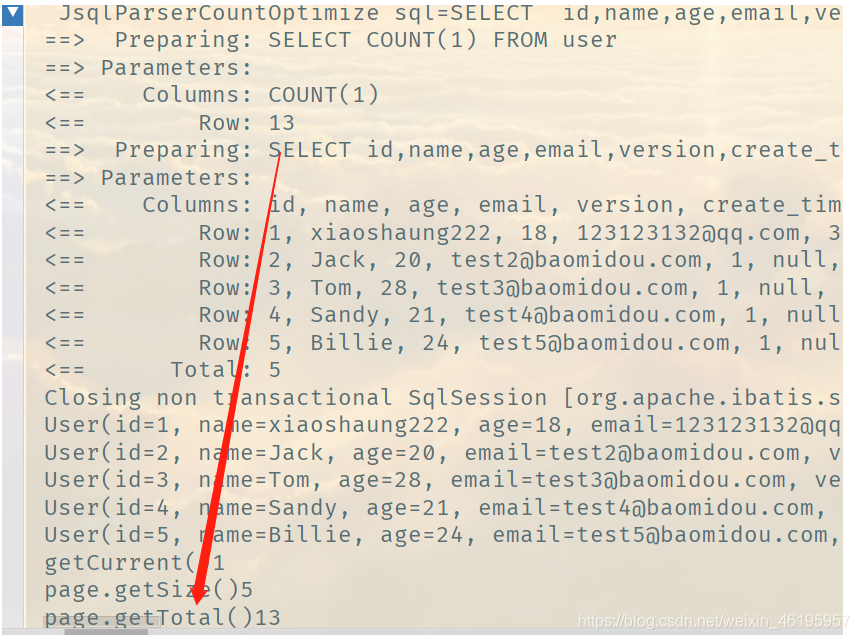 JsqlParserCountOptimize sql=SELECT  id,name,age,email,ve
==>  Preparing: SELECT COUNT(1) FROM user
==> Parameters:
<==    Columns: COUNT(1)
<==        Row: 13
==>  Preparing: SELECT id,name,age,email,version,create_t
==> Parameters:
<==    Columns: id, name, age, email, version, create_tim
<==        Row: 1, xiaoshaung222, 18, 123123132@qq.com, 3
<==        Row: 2, Jack, 20, test2@baomidou.com, 1, null,
<==        Row: 3, Tom, 28, test3@baomidou.com, 1, null,
<==        Row: 4, Sandy, 21, test4@baomidou.com, 1, null
<==        Row: 5, Billie, 24, test5@baomidou.com, 1, nul
<==      Total: 5
Closing non transactional SqlSession [org.apache.ibatis.s
User(id=1, name=xiaoshaung222, age=18, email=123123132@qq
User(id=2, name=Jack, age=20, email=test2@baomidou.com, v
User(id=3, name=Tom, age=28, email=test3@baomidou.com, ve
User(id=4, name=Sandy, age=21, email=test4@baomidou.com,
User(id=5, name=Billie, age=24, email=test5@baomidou.com,
getCurrent()1
page.getSize()5
page.getTotal()13
https://blog.csdn.net/weixin_46195957